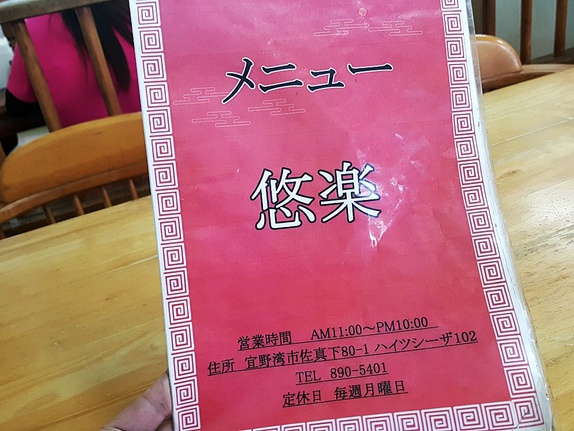 メニュー
悠楽
営業時間 AM11:00～PM10:00
住所 宜野湾市佐真下80-1 ハイツシーザ102
TEL 890-5401
定休日 毎週月曜日